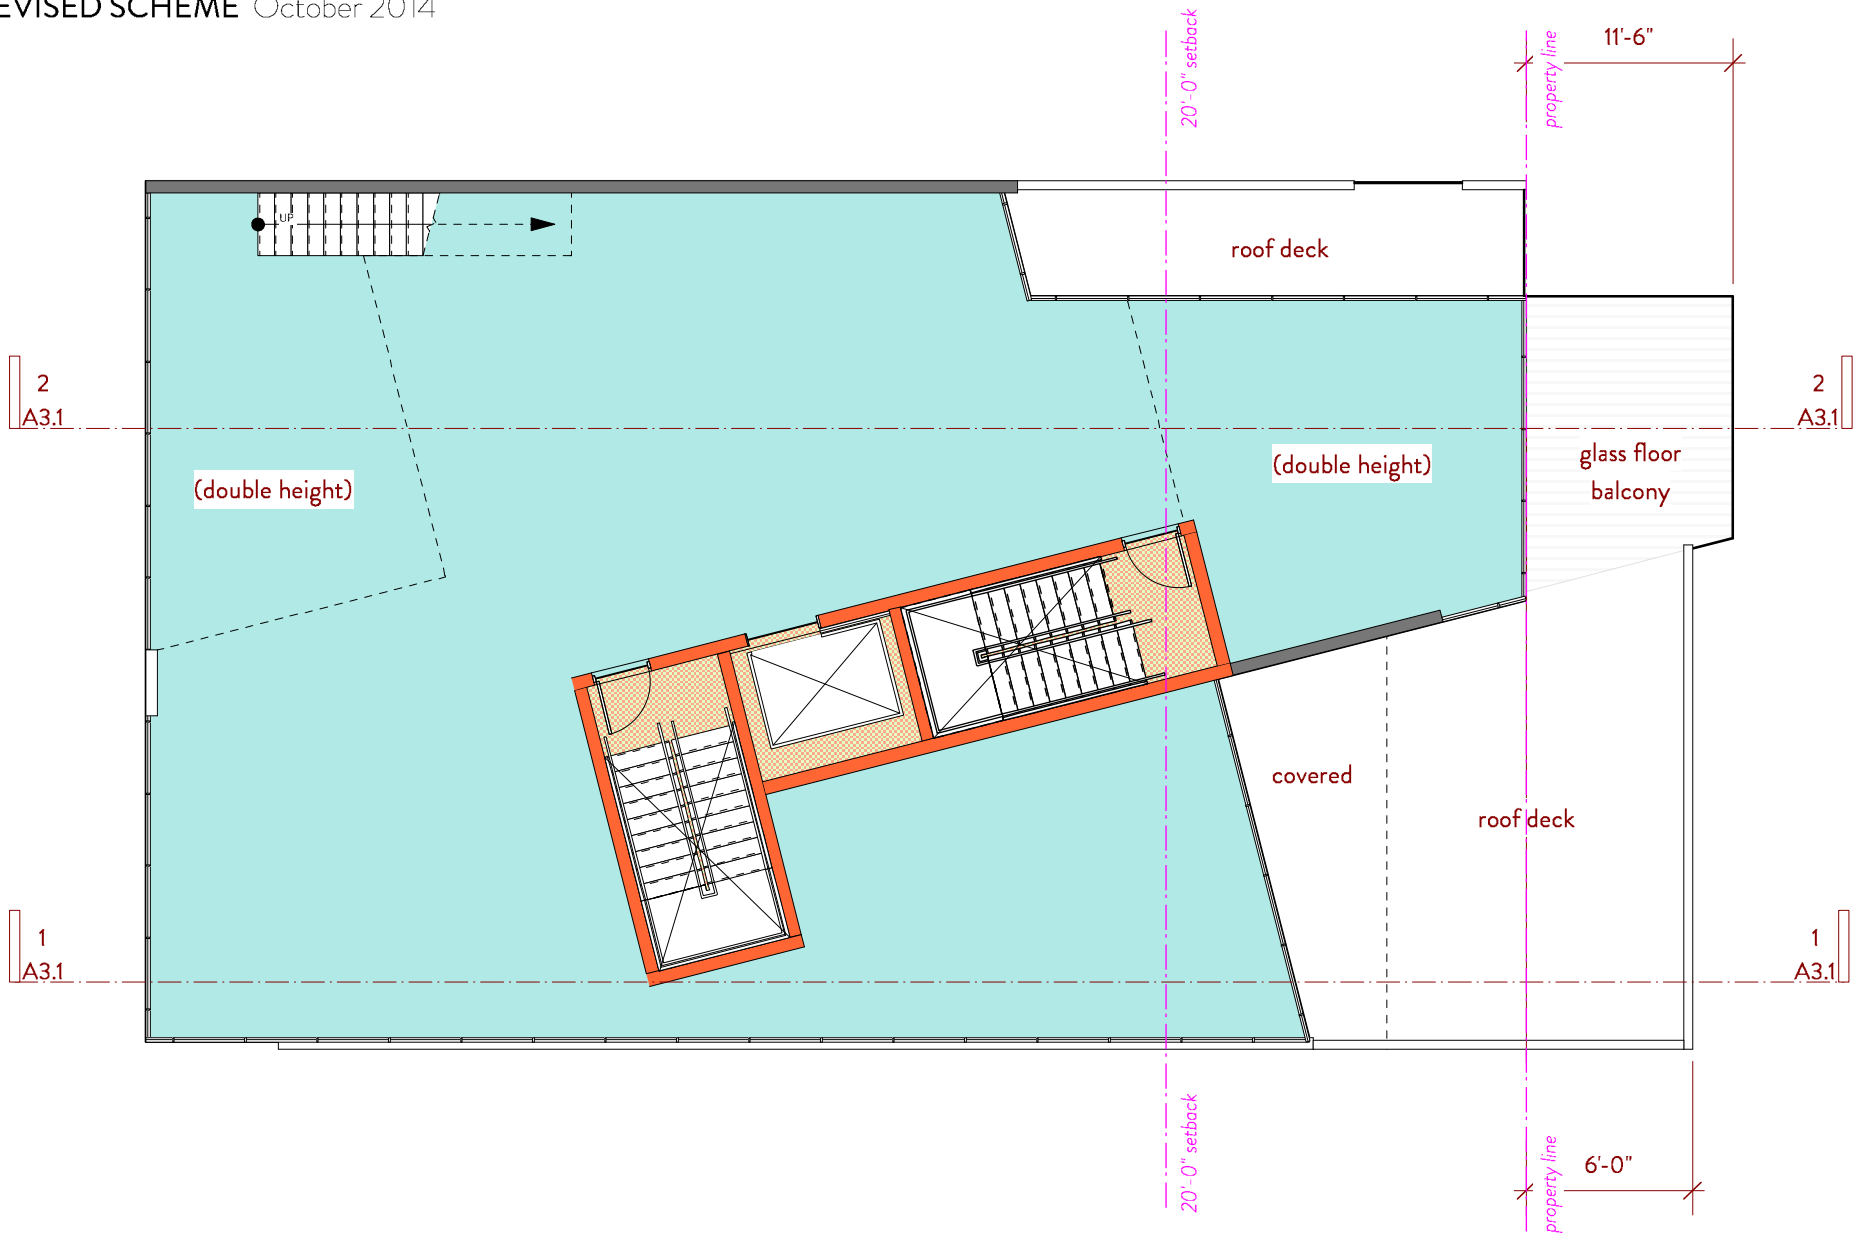 EVISED SCHEME October 2014
20'-0" setback
property line
11'-6"
UP
roof deck
2
A3.1
2
A3.1
(double height)
(double height)
glass floor
balcony
covered
roof deck
1
A3.1
1
A3.1
20'-0" setback
property line
6'-0"